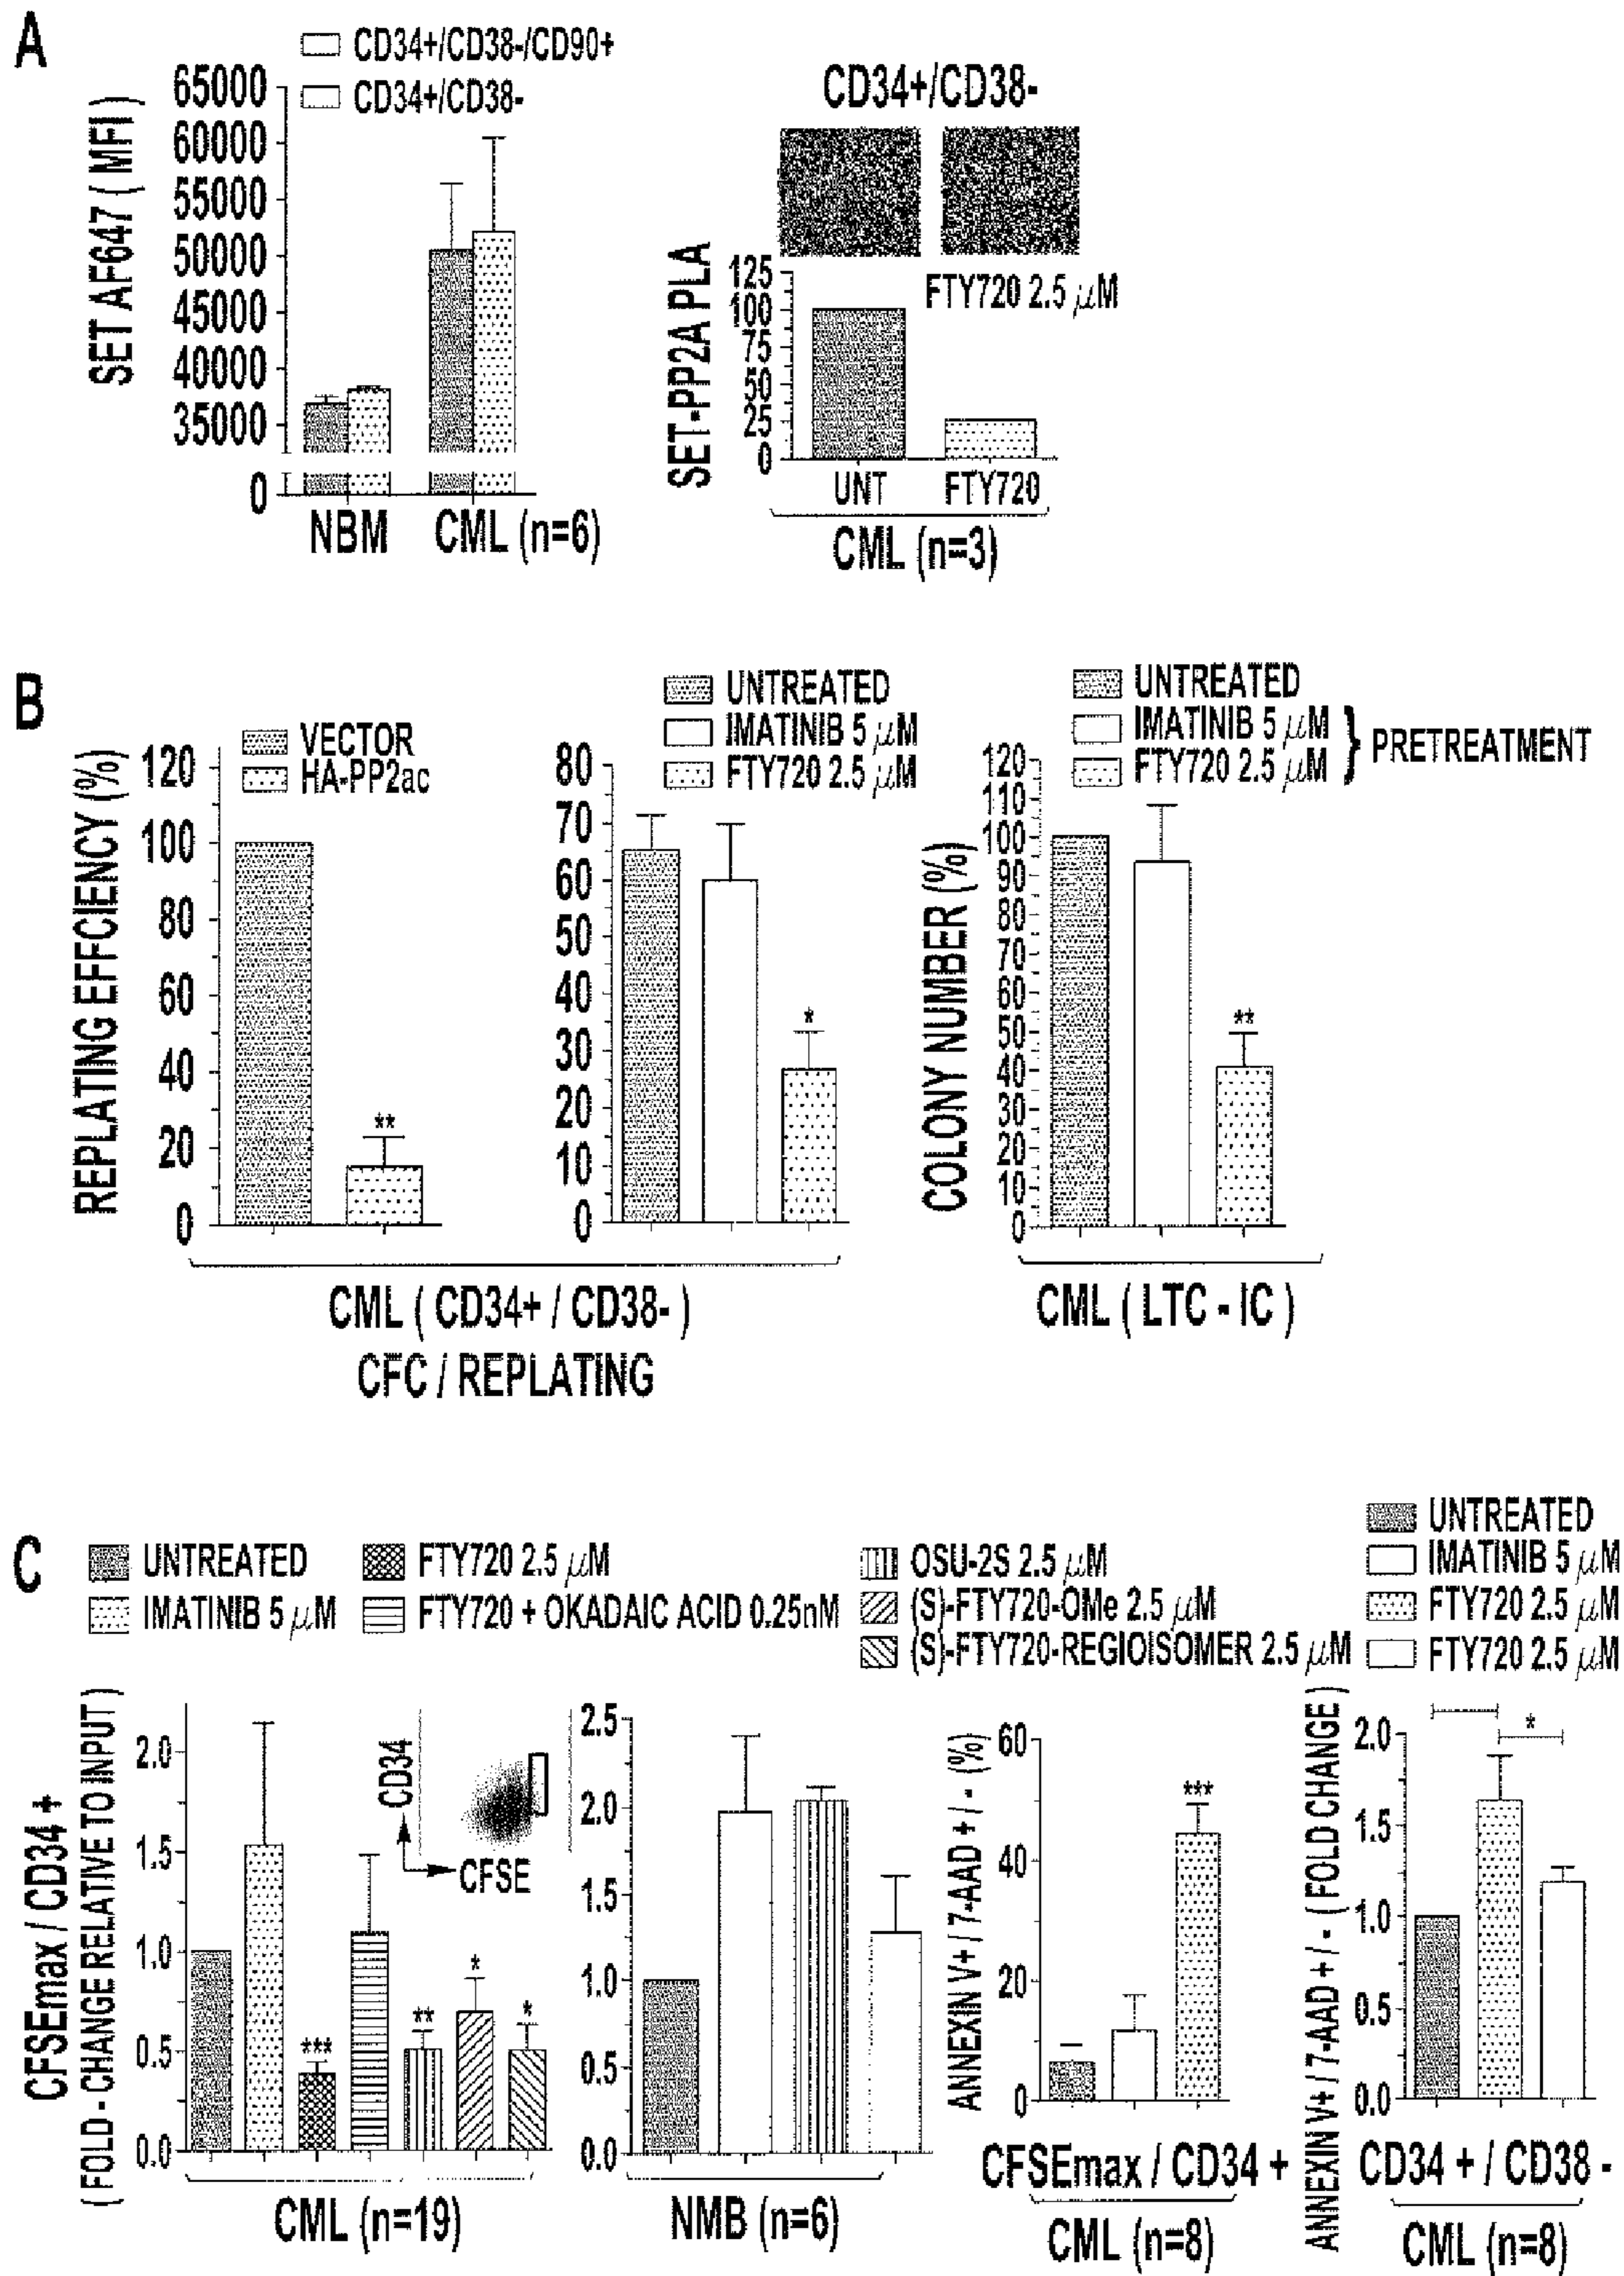 A
CD34+/CD38-/CD90+
CD34+/CD38-
SET AF647 ( MFI )
65000
60000
55000
50000
45000
40000
35000
0
NBM
CML (n=6)
CD34+/CD38-
FTY720 2.5 μM
SET-PP2A PLA
125
100
75
50
25
0
UNT
FTY720
CML (n=3)
B
VECTOR
HA-PP2ac
REPLATING EFFCIENCY (%)
120
100
80
60
40
20
0
**
UNTREATED
IMATINIB 5 μM
FTY720 2.5 μM
80
70
60
50
40
30
20
10
0
*
CML ( CD34+ / CD38- )
CFC / REPLATING
UNTREATED
IMATINIB 5 μM
FTY720 2.5 μM
} PRETREATMENT
COLONY NUMBER (%)
120
110
100
90
80
70
60
50
40
30
20
10
0
**
CML ( LTC - IC )
C
UNTREATED
IMATINIB 5 μM
FTY720 2.5 μM
FTY720 + OKADAIC ACID 0.25nM
OSU-2S 2.5 μM
(S)-FTY720-OMe 2.5 μM
(S)-FTY720-REGIOISOMER 2.5 μM
UNTREATED
IMATINIB 5 μM
FTY720 2.5 μM
FTY720 2.5 μM
CFSEmax / CD34 +
( FOLD - CHANGE RELATIVE TO INPUT )
2.0
1.5
1.0
0.5
0.0
***
**
*
*
CD34
CFSE
CML (n=19)
2.5
2.0
1.5
1.0
0.5
0.0
NMB (n=6)
ANNEXIN V+ / 7-AAD + / - (%)
60
40
20
0
***
CFSEmax / CD34 +
CML (n=8)
ANNEXIN V+ / 7-AAD + / - ( FOLD CHANGE )
2.0
1.5
1.0
0.5
0.0
*
CD34 + / CD38 -
CML (n=8)